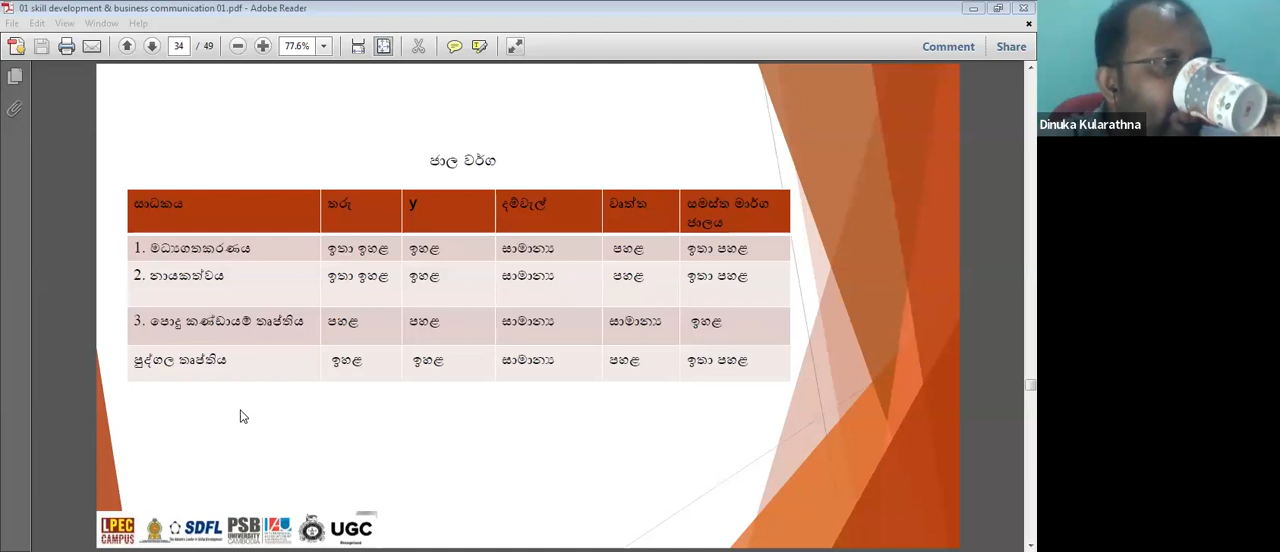 01 skill development & business communication 01.pdf - Adobe Reader
File Edit View Window Help
34 / 49 77.6% Comment Share
Dinuka Kularathna
ජාල වර්ග
සාධකය තරු y දම්වැල් වෘත්ත සමස්ත මාර්ග
ජාලය
1. මධ්‍යගතකරණය ඉතා ඉහළ ඉහළ සාමාන්‍ය පහළ ඉතා පහළ
2. නායකත්වය ඉතා ඉහළ ඉහළ සාමාන්‍ය පහළ ඉතා පහළ
3. පොදු කණ්ඩායම් තෘප්තිය පහළ පහළ සාමාන්‍ය සාමාන්‍ය ඉහළ
පුද්ගල තෘප්තිය ඉහළ ඉහළ සාමාන්‍ය පහළ ඉතා පහළ
LPEC CAMPUS SDFL PSB UNIVERSITY CAMBODIA UGC